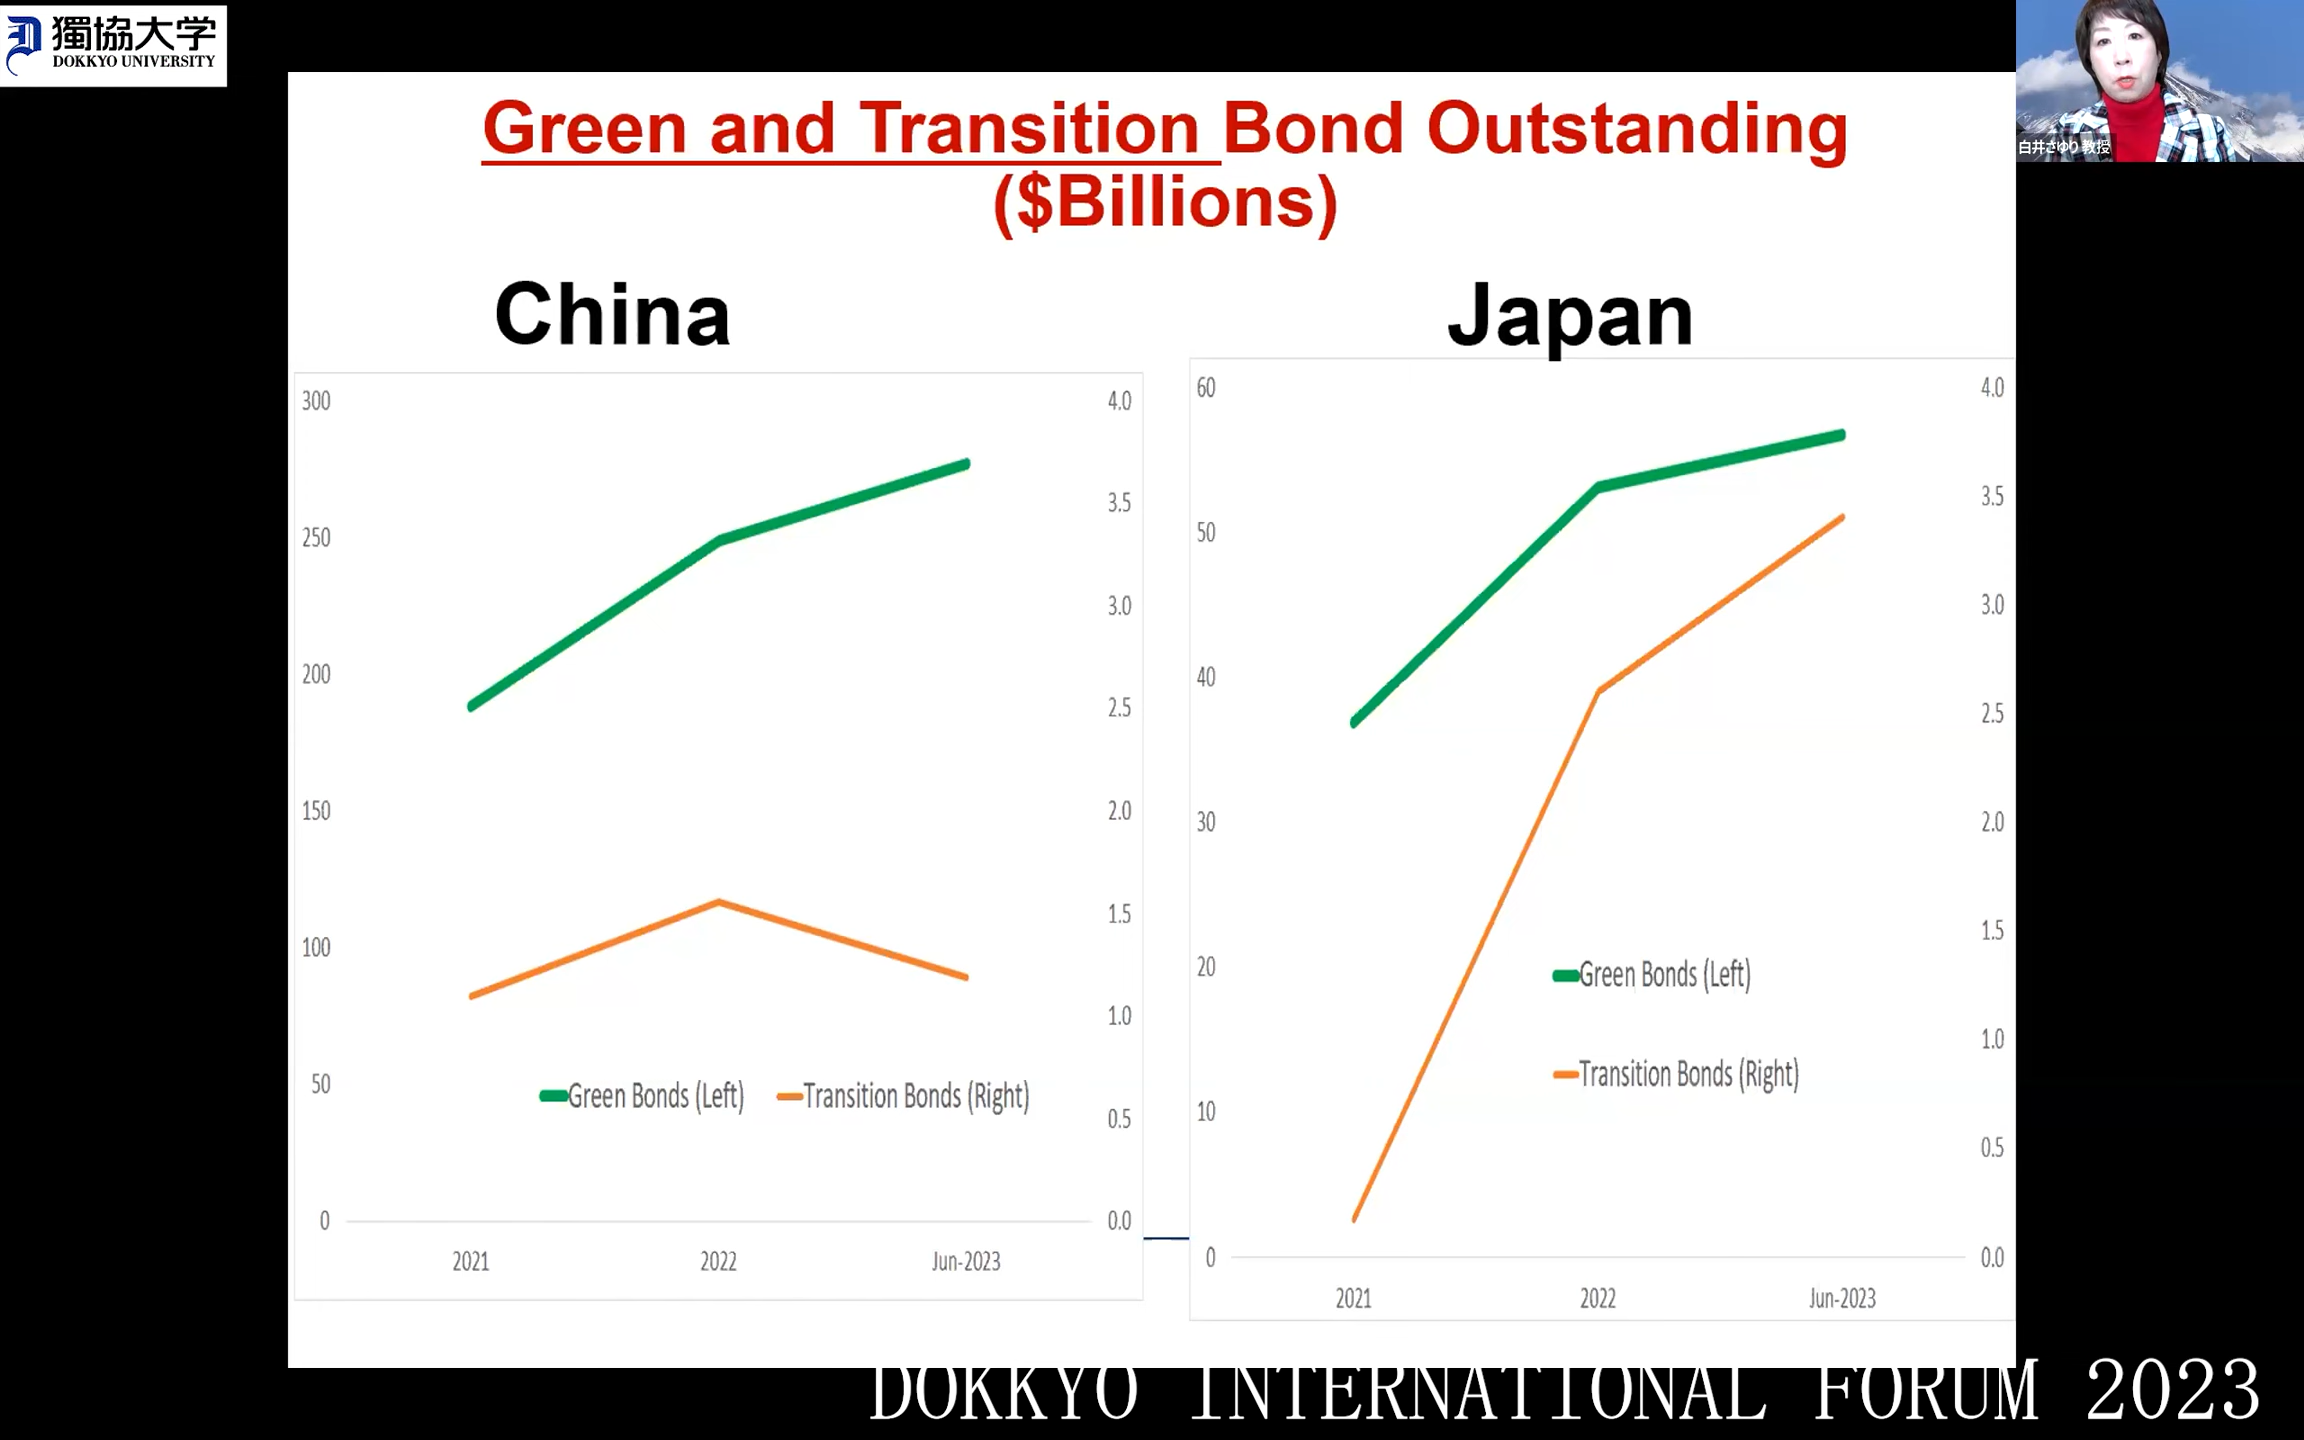 獨協大学
DOKKYO UNIVERSITY
白井さゆり 教授
Green and Transition Bond Outstanding
($Billions)
China
300
250
200
150
100
50
0
4.0
3.5
3.0
2.5
2.0
1.5
1.0
0.5
0.0
Green Bonds (Left)
Transition Bonds (Right)
2021
2022
Jun-2023
Japan
60
50
40
30
20
10
0
4.0
3.5
3.0
2.5
2.0
1.5
1.0
0.5
0.0
Green Bonds (Left)
Transition Bonds (Right)
2021
2022
Jun-2023
DOKKYO INTERNATIONAL FORUM 2023